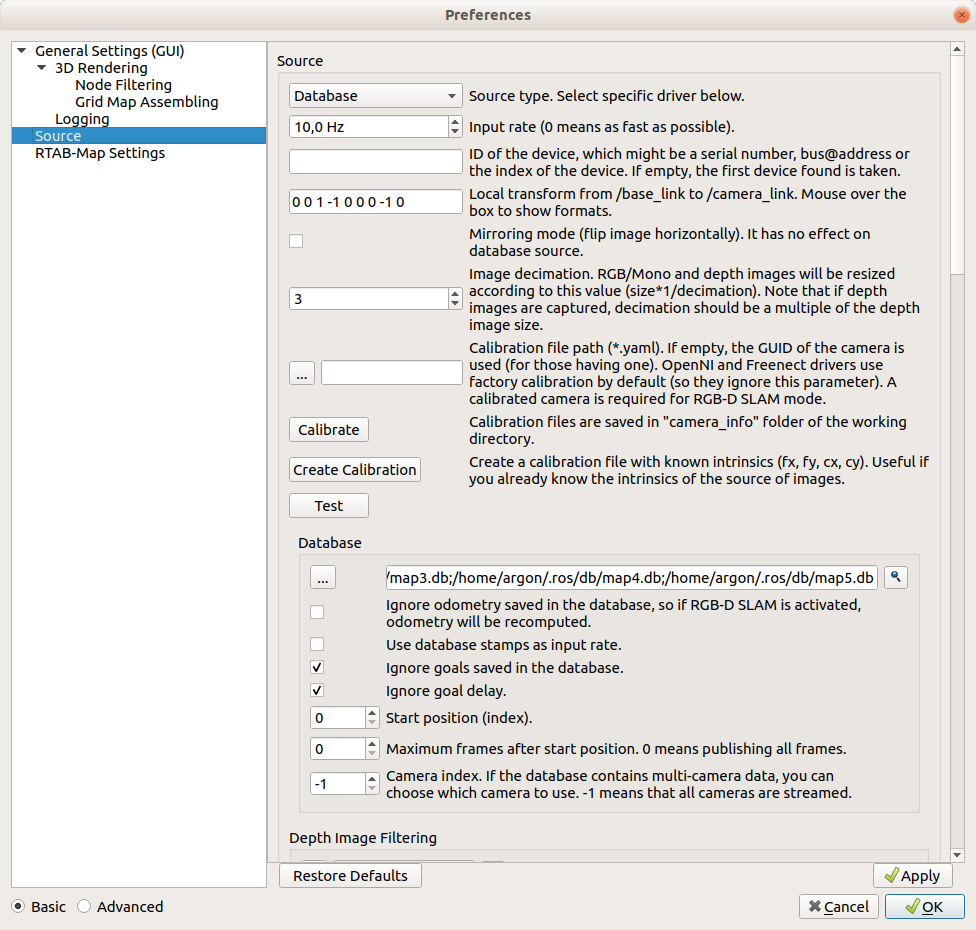 Preferences
General Settings (GUI)
3D Rendering
Node Filtering
Grid Map Assembling
Logging
Source
RTAB-Map Settings
Source
Database
Source type. Select specific driver below.
10,0 Hz
Input rate (0 means as fast as possible).
ID of the device, which might be a serial number, bus@address or
the index of the device. If empty, the first device found is taken.
0 0 1 -1 0 0 0 -1 0
Local transform from /base_link to /camera_link. Mouse over the
box to show formats.
Mirroring mode (flip image horizontally). It has no effect on
database source.
3
Image decimation. RGB/Mono and depth images will be resized
according to this value (size*1/decimation). Note that if depth
images are captured, decimation should be a multiple of the depth
image size.
...
Calibration file path (*.yaml). If empty, the GUID of the camera is
used (for those having one). OpenNI and Freenect drivers use
factory calibration by default (so they ignore this parameter). A
calibrated camera is required for RGB-D SLAM mode.
Calibrate
Calibration files are saved in "camera_info" folder of the working
directory.
Create Calibration
Create a calibration file with known intrinsics (fx, fy, cx, cy). Useful if
you already know the intrinsics of the source of images.
Test
Database
...
/map3.db;/home/argon/.ros/db/map4.db;/home/argon/.ros/db/map5.db
Ignore odometry saved in the database, so if RGB-D SLAM is activated,
odometry will be recomputed.
Use database stamps as input rate.
Ignore goals saved in the database.
Ignore goal delay.
0
Start position (index).
0
Maximum frames after start position. 0 means publishing all frames.
-1
Camera index. If the database contains multi-camera data, you can
choose which camera to use. -1 means that all cameras are streamed.
Depth Image Filtering
Restore Defaults
Apply
Basic
Advanced
Cancel
OK